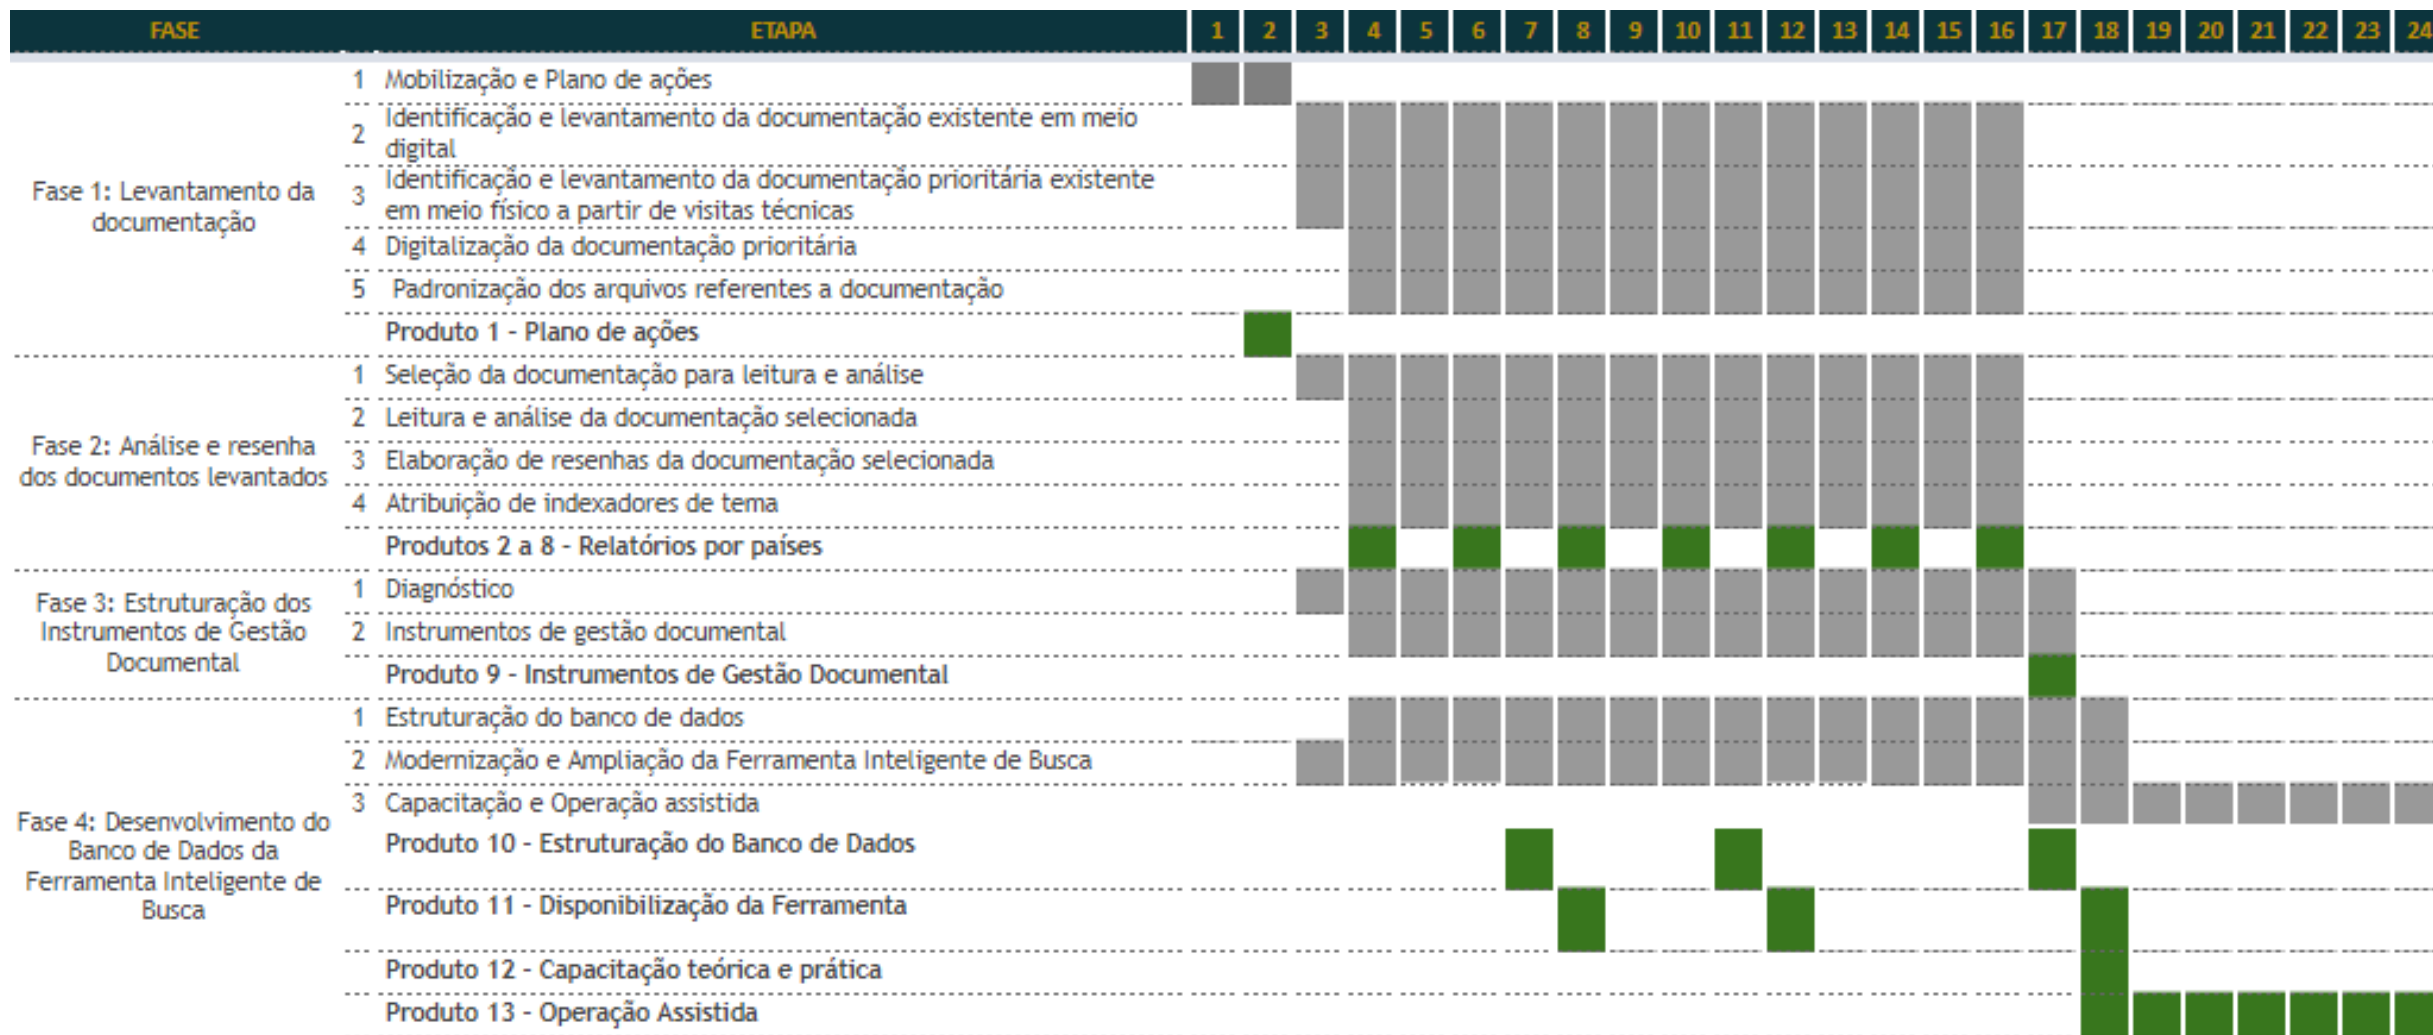 FASE ETAPA 1 2 3 4 5 6 7 8 9 10 11 12 13 14 15 16 17 18 19 20 21 22 23 24
Fase 1: Levantamento da
documentação
1 Mobilização e Plano de ações
2 Identificação e levantamento da documentação existente em meio
digital
3 Identificação e levantamento da documentação prioritária existente
em meio físico a partir de visitas técnicas
4 Digitalização da documentação prioritária
5 Padronização dos arquivos referentes a documentação
Produto 1 - Plano de ações
Fase 2: Análise e resenha
dos documentos levantados
1 Seleção da documentação para leitura e análise
2 Leitura e análise da documentação selecionada
3 Elaboração de resenhas da documentação selecionada
4 Atribuição de indexadores de tema
Produtos 2 a 8 - Relatórios por países
Fase 3: Estruturação dos
Instrumentos de Gestão
Documental
1 Diagnóstico
2 Instrumentos de gestão documental
Produto 9 - Instrumentos de Gestão Documental
Fase 4: Desenvolvimento do
Banco de Dados da
Ferramenta Inteligente de
Busca
1 Estruturação do banco de dados
2 Modernização e Ampliação da Ferramenta Inteligente de Busca
3 Capacitação e Operação assistida
Produto 10 - Estruturação do Banco de Dados
Produto 11 - Disponibilização da Ferramenta
Produto 12 - Capacitação teórica e prática
Produto 13 - Operação Assistida